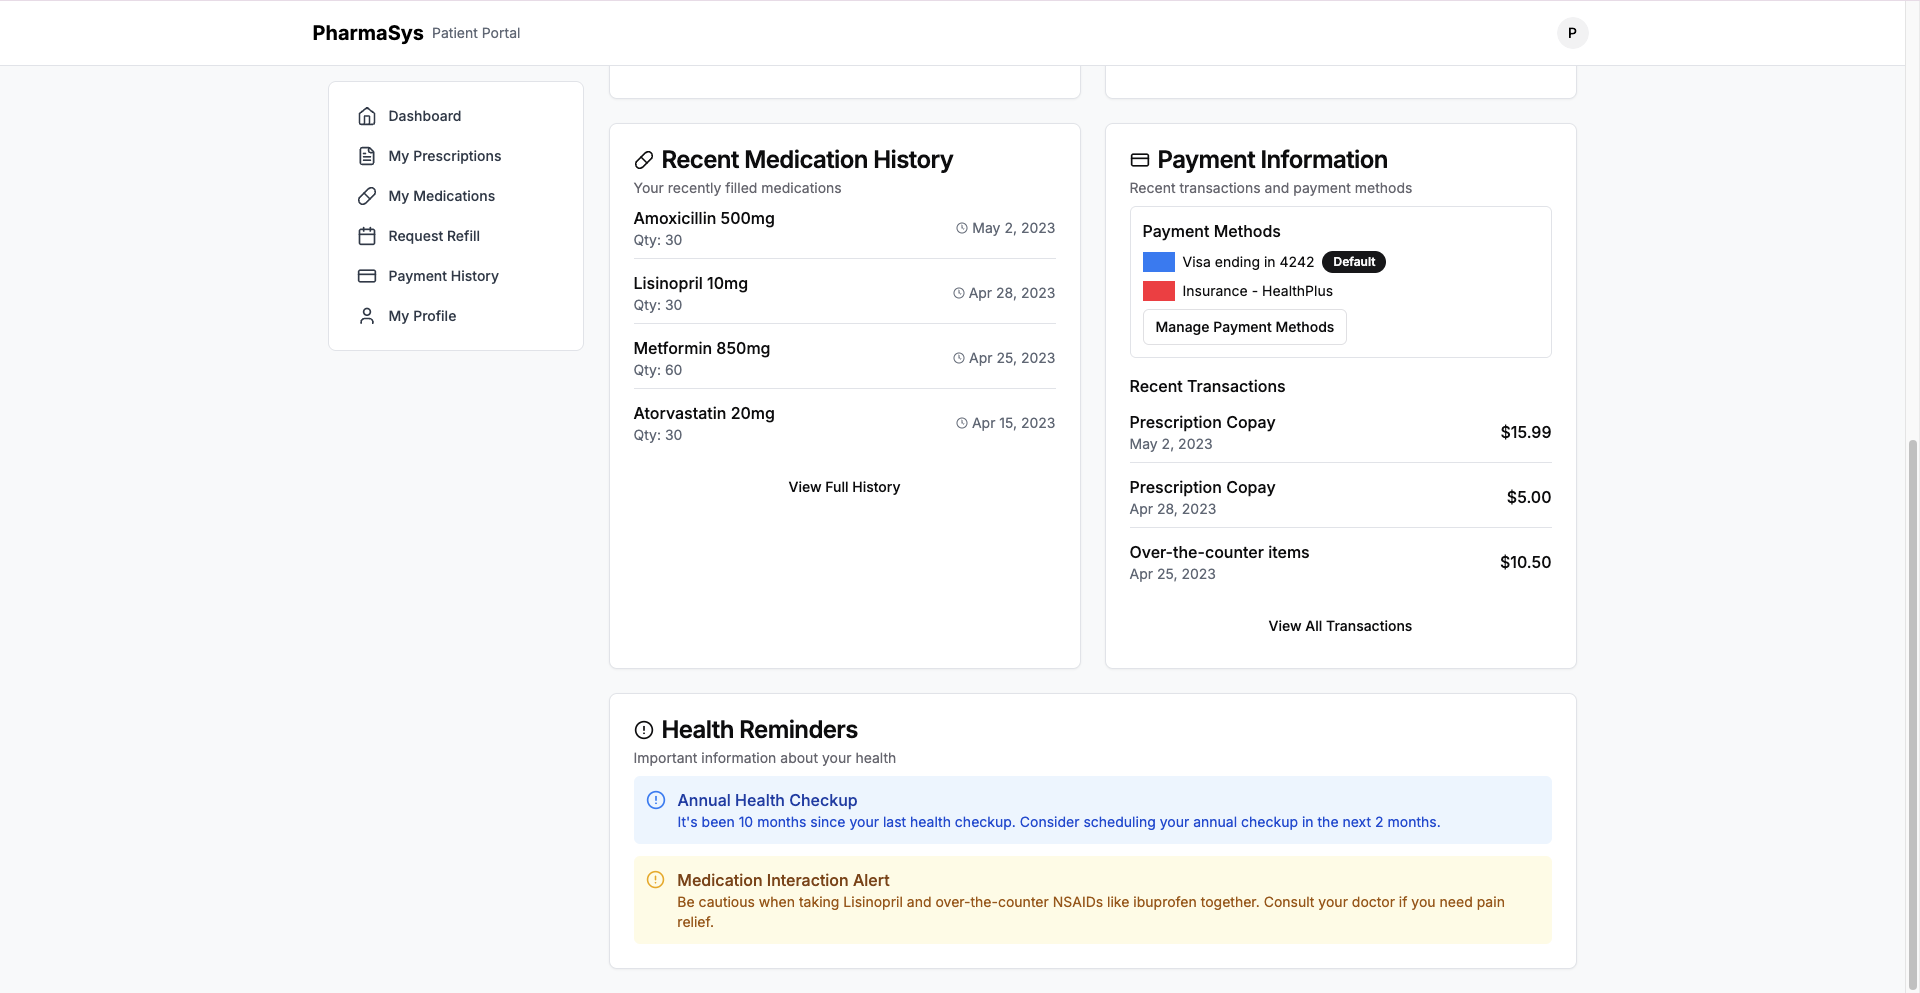 PharmaSys Patient Portal
P
Dashboard
My Prescriptions
My Medications
Request Refill
Payment History
My Profile
Recent Medication History
Your recently filled medications
Amoxicillin 500mg
Qty: 30
May 2, 2023
Lisinopril 10mg
Qty: 30
Apr 28, 2023
Metformin 850mg
Qty: 60
Apr 25, 2023
Atorvastatin 20mg
Qty: 30
Apr 15, 2023
View Full History
Payment Information
Recent transactions and payment methods
Payment Methods
Visa ending in 4242 Default
Insurance - HealthPlus
Manage Payment Methods
Recent Transactions
Prescription Copay
May 2, 2023
$15.99
Prescription Copay
Apr 28, 2023
$5.00
Over-the-counter items
Apr 25, 2023
$10.50
View All Transactions
Health Reminders
Important information about your health
Annual Health Checkup
It's been 10 months since your last health checkup. Consider scheduling your annual checkup in the next 2 months.
Medication Interaction Alert
Be cautious when taking Lisinopril and over-the-counter NSAIDs like ibuprofen together. Consult your doctor if you need pain
relief.